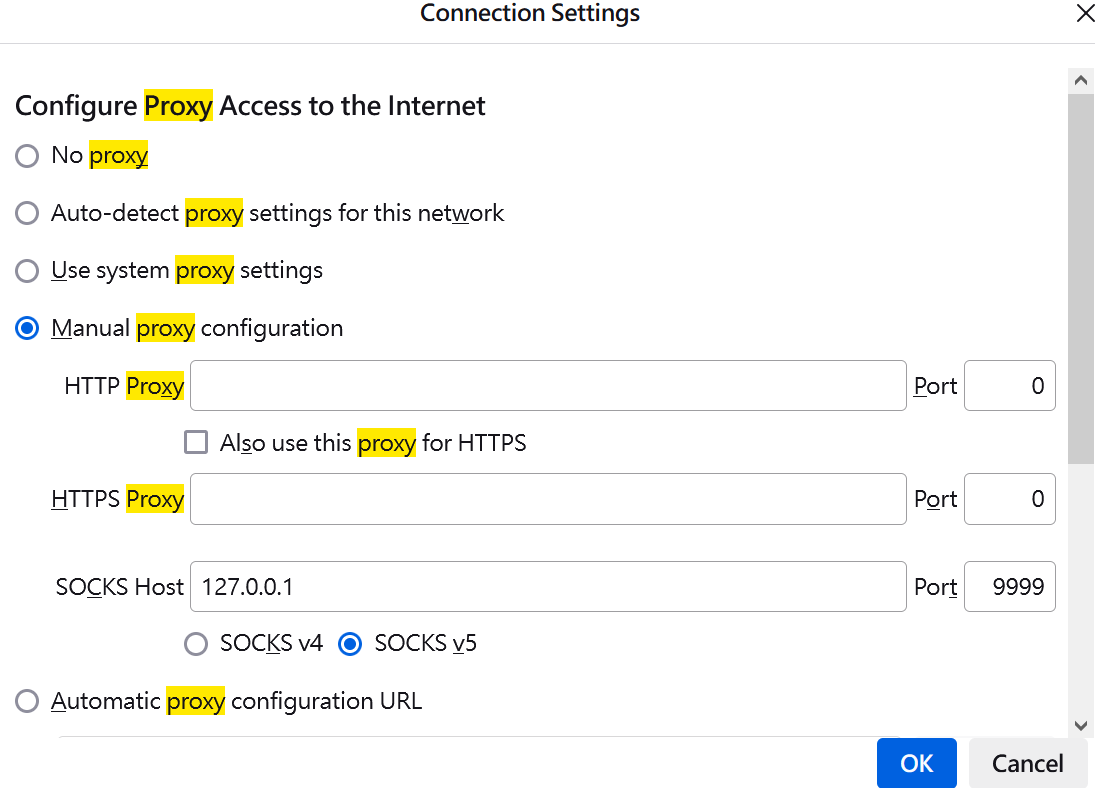 Connection Settings
Configure Proxy Access to the Internet
No proxy
Auto-detect proxy settings for this network
Use system proxy settings
Manual proxy configuration
HTTP Proxy Port 0
Also use this proxy for HTTPS
HTTPS Proxy Port 0
SOCKS Host 127.0.0.1 Port 9999
SOCKS v4 SOCKS v5
Automatic proxy configuration URL
OK Cancel